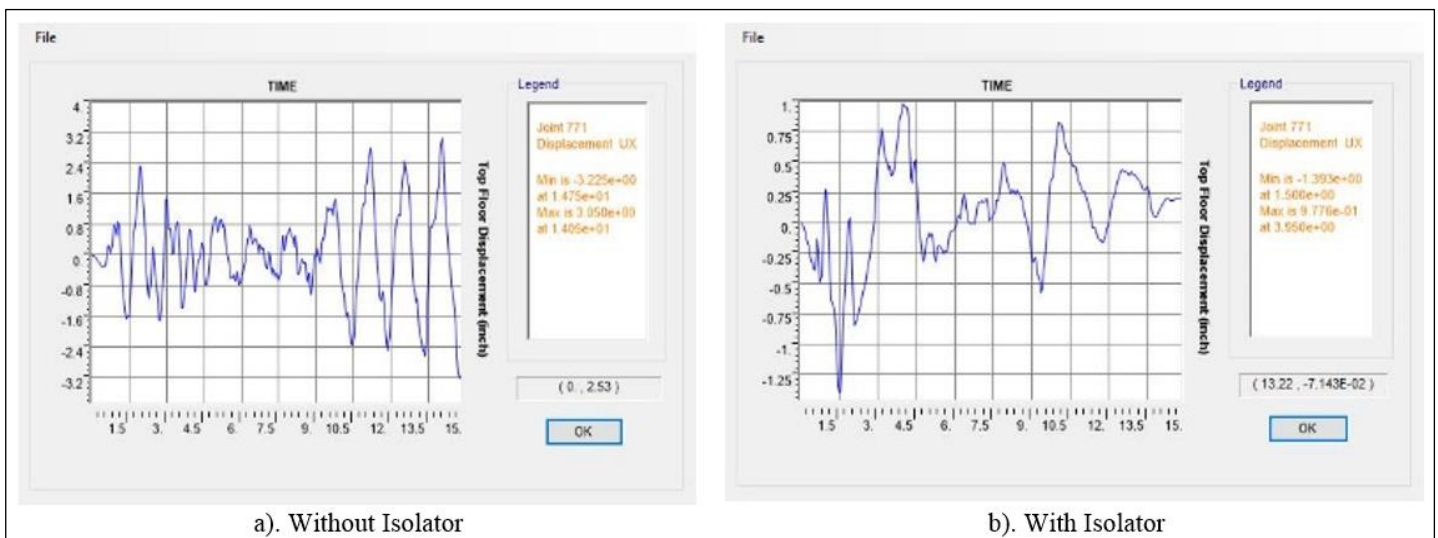 File
TIME
4.
3.2
2.4
1.6
0.8
0.
-0.8
-1.6
-2.4
-3.2
1.5 3. 4.5 6. 7.5 9. 10.5 12. 13.5 15.
Top Floor Displacement (inch)
Legend
Joint 771
Displacement UX
Min is -3.225e+00
at 1.475e+01
Max is 3.050e+00
at 1.405e+01
( 0. , 2.53 )
OK
a). Without Isolator
File
TIME
1.
0.75
0.5
0.25
0.
-0.25
-0.5
-0.75
-1.
-1.25
1.5 3. 4.5 6. 7.5 9. 10.5 12. 13.5 15.
Top Floor Displacement (inch)
Legend
Joint 771
Displacement UX
Min is -1.393e+00
at 1.500e+00
Max is 9.776e-01
at 3.950e+00
( 13.22 , -7.143E-02 )
OK
b). With Isolator